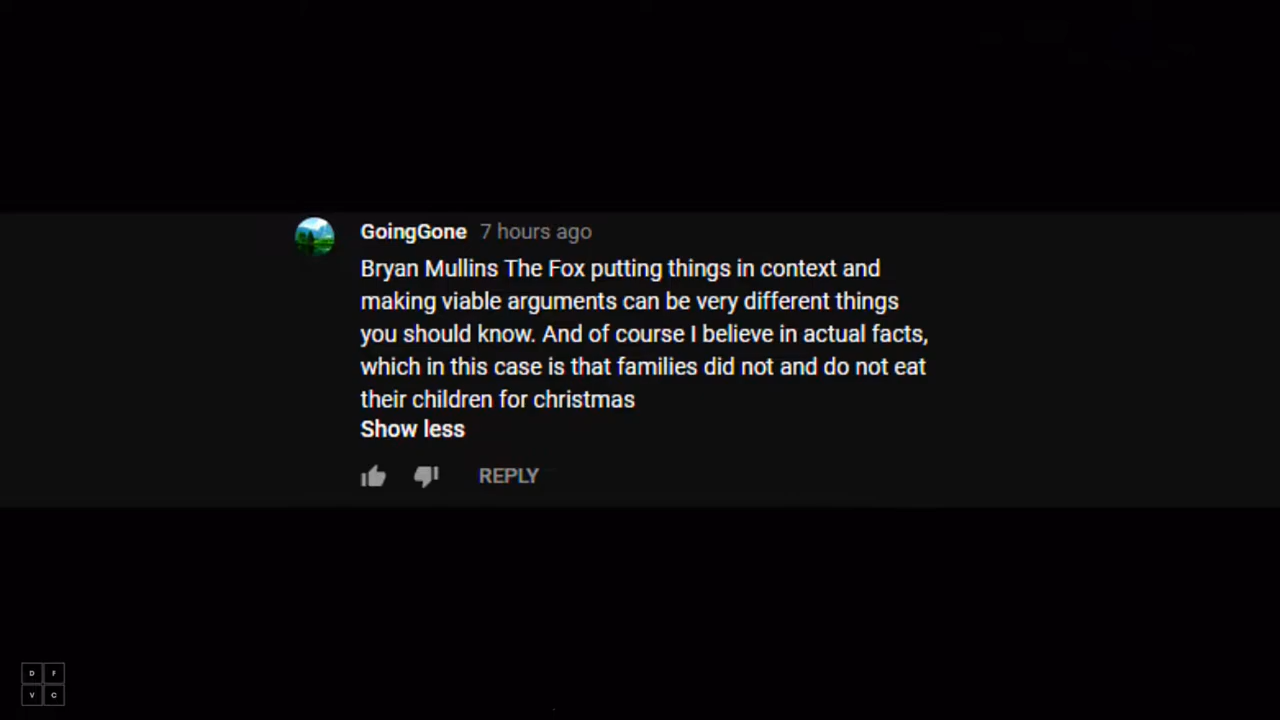 GoingGone 7 hours ago
Bryan Mullins The Fox putting things in context and
making viable arguments can be very different things
you should know. And of course I believe in actual facts,
which in this case is that families did not and do not eat
their children for christmas
Show less
REPLY
D F
V C